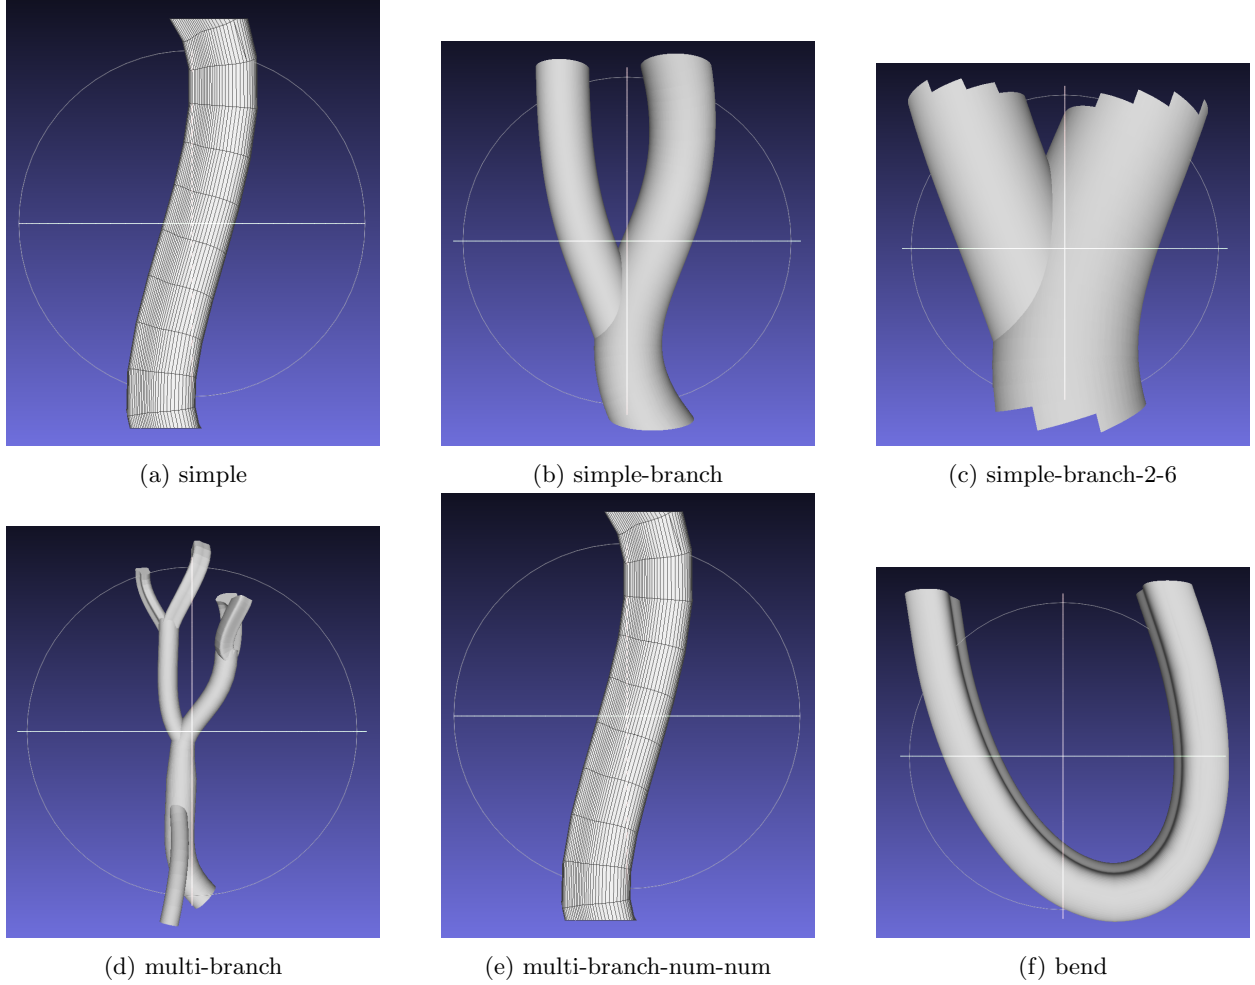 (a) simple
(b) simple-branch
(c) simple-branch-2-6
(d) multi-branch
(e) multi-branch-num-num
(f) bend